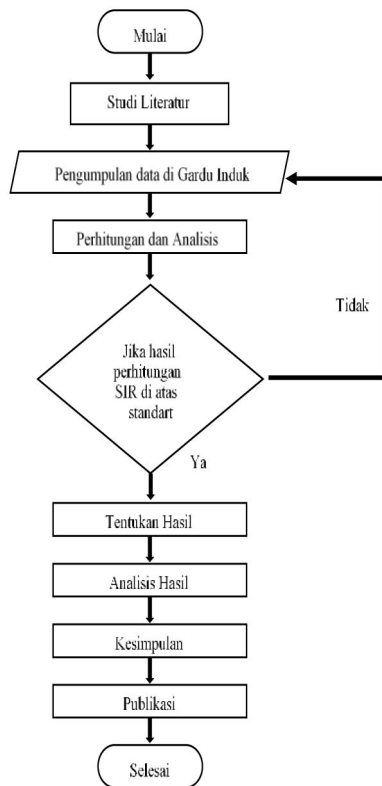 Mulai
Studi Literatur
Pengumpulan data di Gardu Induk
Perhitungan dan Analisis
Jika hasil
perhitungan
SIR di atas
standart
Tidak
Ya
Tentukan Hasil
Analisis Hasil
Kesimpulan
Publikasi
Selesai